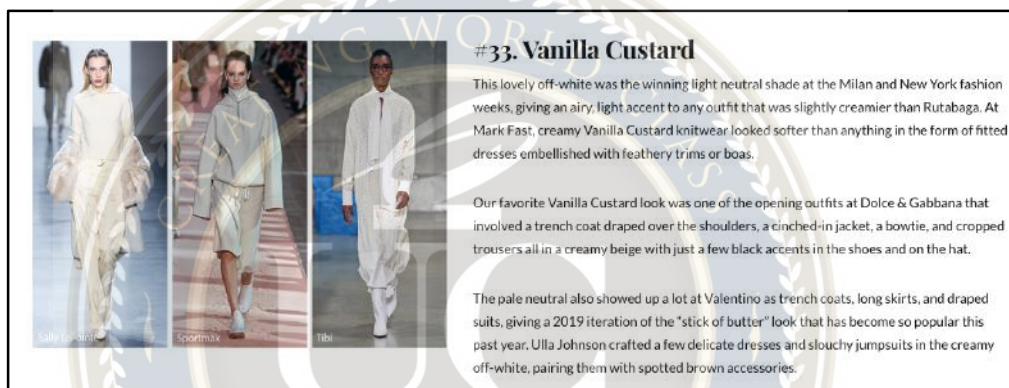 #33. Vanilla Custard
This lovely off-white was the winning light neutral shade at the Milan and New York fashion
weeks, giving an airy, light accent to any outfit that was slightly creamier than Rutabaga. At
Mark Fast, creamy Vanilla Custard knitwear looked softer than anything in the form of fitted
dresses embellished with feathery trims or boas.
Our favorite Vanilla Custard look was one of the opening outfits at Dolce & Gabbana that
involved a trench coat draped over the shoulders, a cinched-in jacket, a bowtie, and cropped
trousers all in a creamy beige with just a few black accents in the shoes and on the hat.
The pale neutral also showed up a lot at Valentino as trench coats, long skirts, and draped
suits, giving a 2019 iteration of the “stick of butter” look that has become so popular this
past year. Ulla Johnson crafted a few delicate dresses and slouchy jumpsuits in the creamy
off-white, pairing them with spotted brown accessories.
Sally LaPointe
Sportmax
Tibi
WORLD CLASS